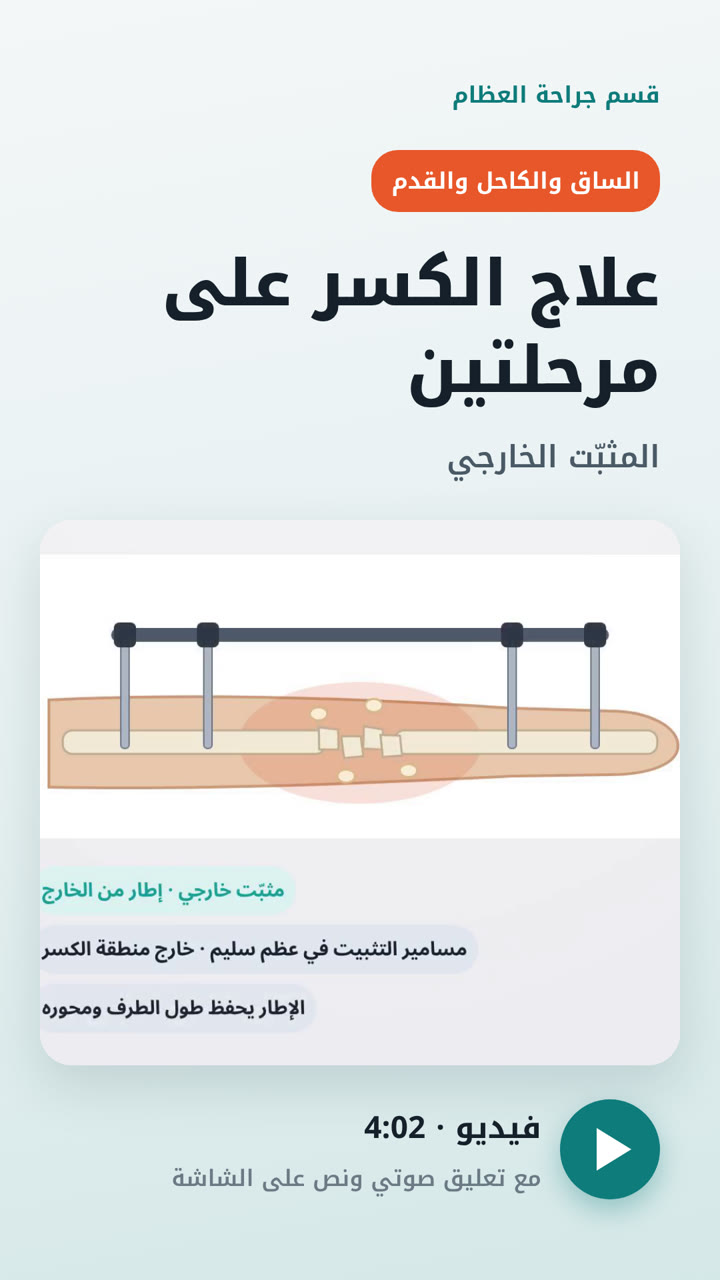 قسم جراحة العظام
الساق والكاحل والقدم
علاج الكسر على
مرحلتين
المثبّت الخارجي
مثبّت خارجي · إطار من الخارج
مسامير التثبيت في عظم سليم · خارج منطقة الكسر
الإطار يحفظ طول الطرف ومحوره
فيديو · 4:02
مع تعليق صوتي ونص على الشاشة